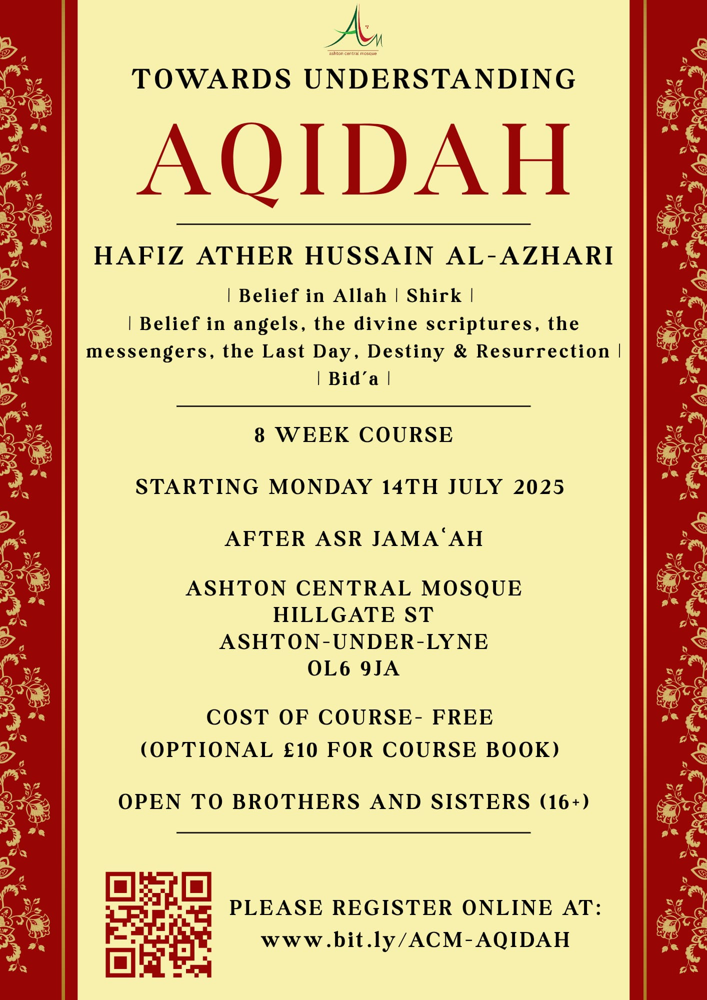 ashton central mosque
TOWARDS UNDERSTANDING
AQIDAH
HAFIZ ATHER HUSSAIN AL-AZHARI
| Belief in Allah | Shirk |
| Belief in angels, the divine scriptures, the
messengers, the Last Day, Destiny & Resurrection |
| Bid´a |
8 WEEK COURSE
STARTING MONDAY 14TH JULY 2025
AFTER ASR JAMAʿAH
ASHTON CENTRAL MOSQUE
HILLGATE ST
ASHTON-UNDER-LYNE
OL6 9JA
COST OF COURSE- FREE
(OPTIONAL £10 FOR COURSE BOOK)
OPEN TO BROTHERS AND SISTERS (16+)
PLEASE REGISTER ONLINE AT:
www.bit.ly/ACM-AQIDAH